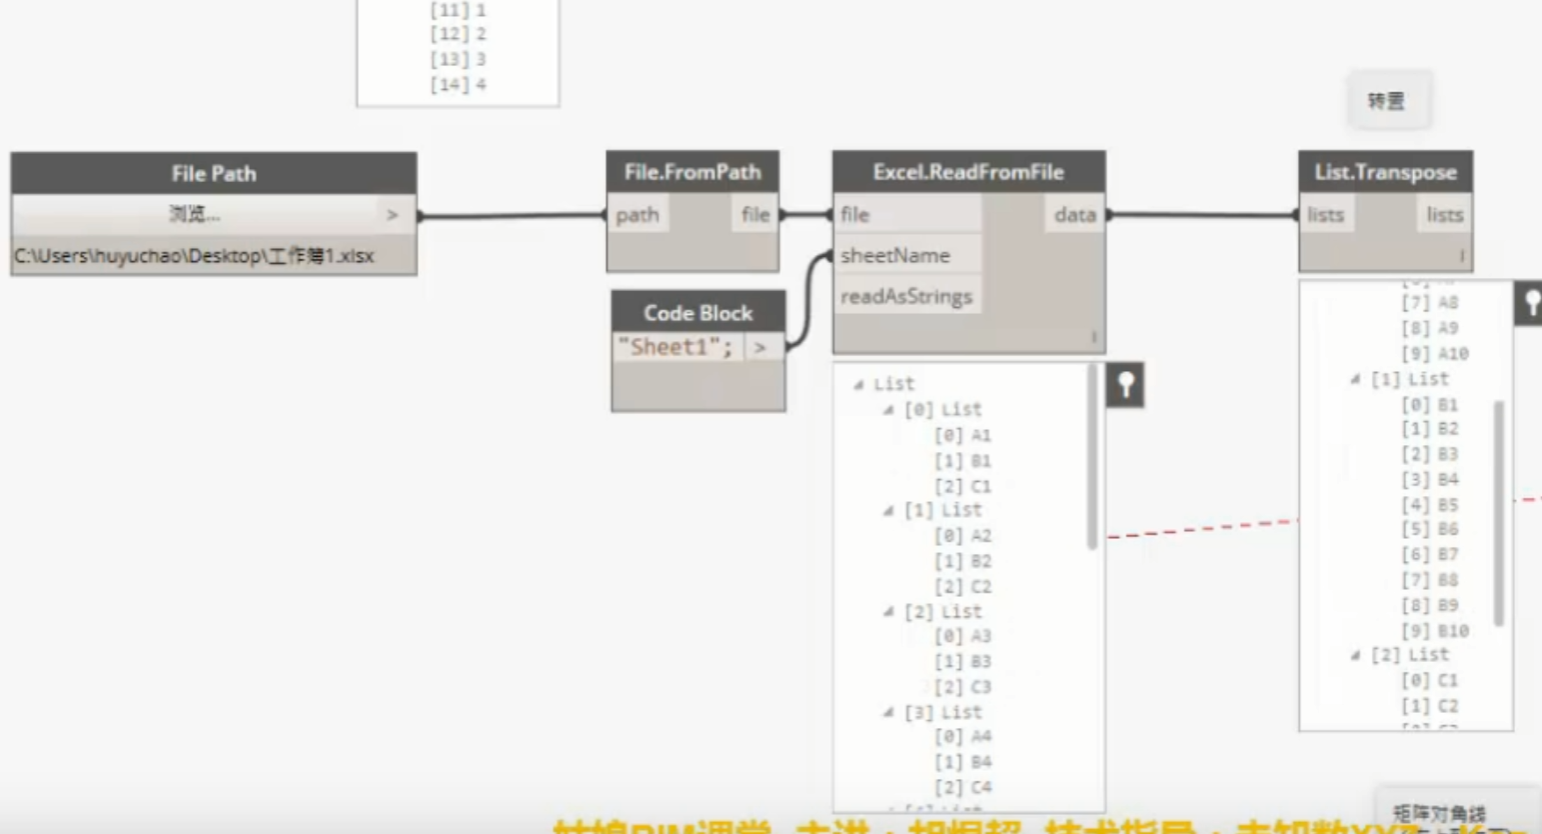 [11] 1
[12] 2
[13] 3
[14] 4
转置
File Path
浏览... >
C:\Users\huyuchao\Desktop\工作簿1.xlsx
File.FromPath
path file
Code Block
"Sheet1"; >
Excel.ReadFromFile
file data
sheetName
readAsStrings
List
[0] List
[0] A1
[1] B1
[2] C1
[1] List
[0] A2
[1] B2
[2] C2
[2] List
[0] A3
[1] B3
[2] C3
[3] List
[0] A4
[1] B4
[2] C4
List.Transpose
lists lists
[7] A8
[8] A9
[9] A10
[1] List
[0] B1
[1] B2
[2] B3
[3] B4
[4] B5
[5] B6
[6] B7
[7] B8
[8] B9
[9] B10
[2] List
[0] C1
[1] C2
矩阵对角线